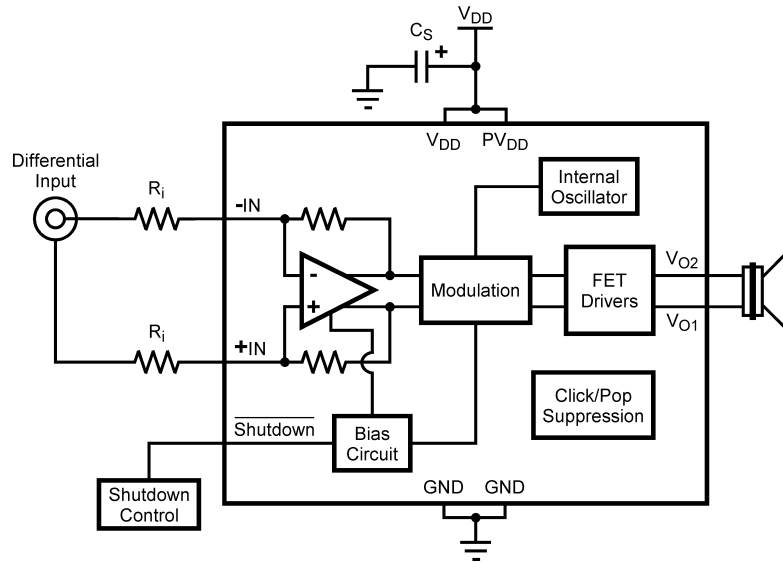 VDD
CS
+
VDD PVDD
Differential
Input
Ri
-IN
Internal
Oscillator
-
+
Modulation
FET
Drivers
VO2
VO1
Ri
+IN
Click/Pop
Suppression
Shutdown
Bias
Circuit
Shutdown
Control
GND GND